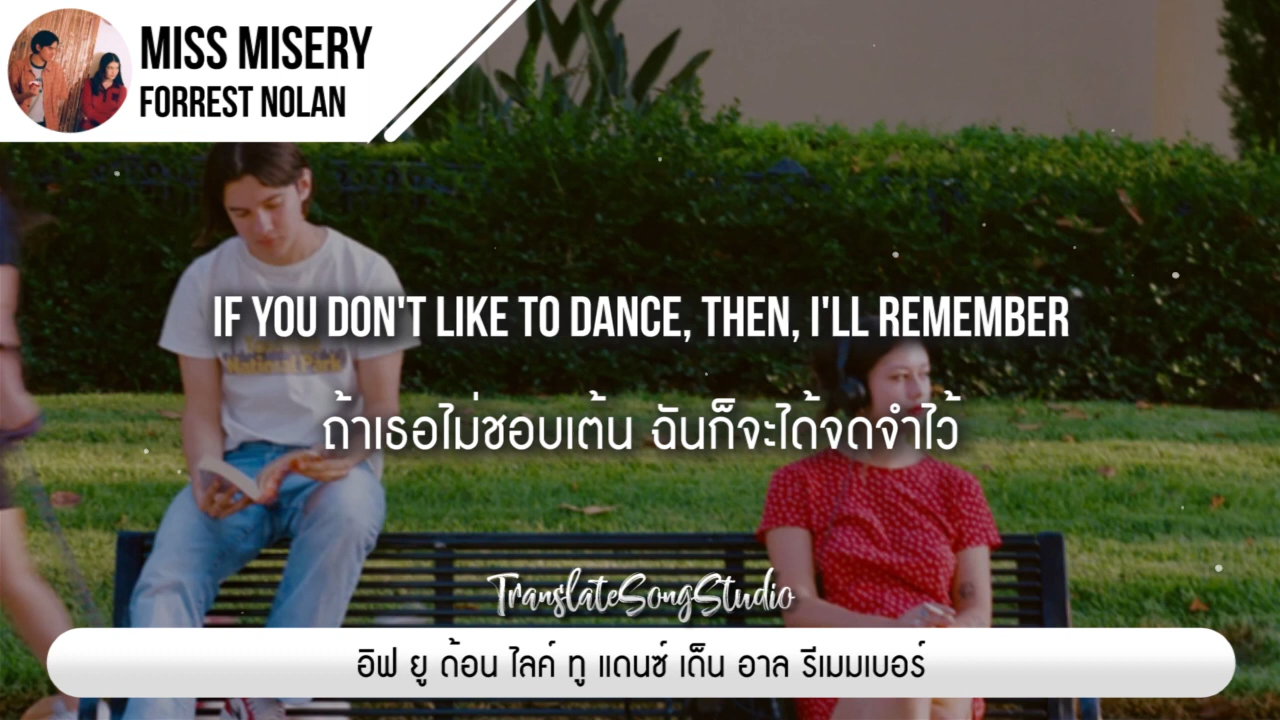 MISS MISERY
FORREST NOLAN
National Park
IF YOU DON'T LIKE TO DANCE, THEN, I'LL REMEMBER
ถ้าเธอไม่ชอบเต้น ฉันก็จะได้จดจำไว้
TranslateSongStudio
อิฟ ยู ด้อน ไลค์ ทู แดนซ์ เด็น อาล รีเมมเบอร์